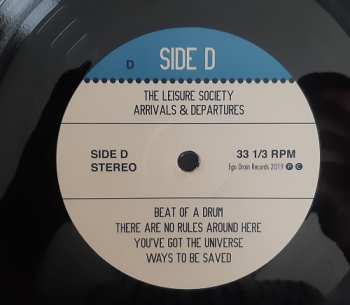 SIDE D
D
THE LEISURE SOCIETY
ARRIVALS & DEPARTURES
SIDE D 33 1/3 RPM
STEREO Ego Drain Records 2019 Ⓟ Ⓒ
BEAT OF A DRUM
THERE ARE NO RULES AROUND HERE
YOU'VE GOT THE UNIVERSE
WAYS TO BE SAVED